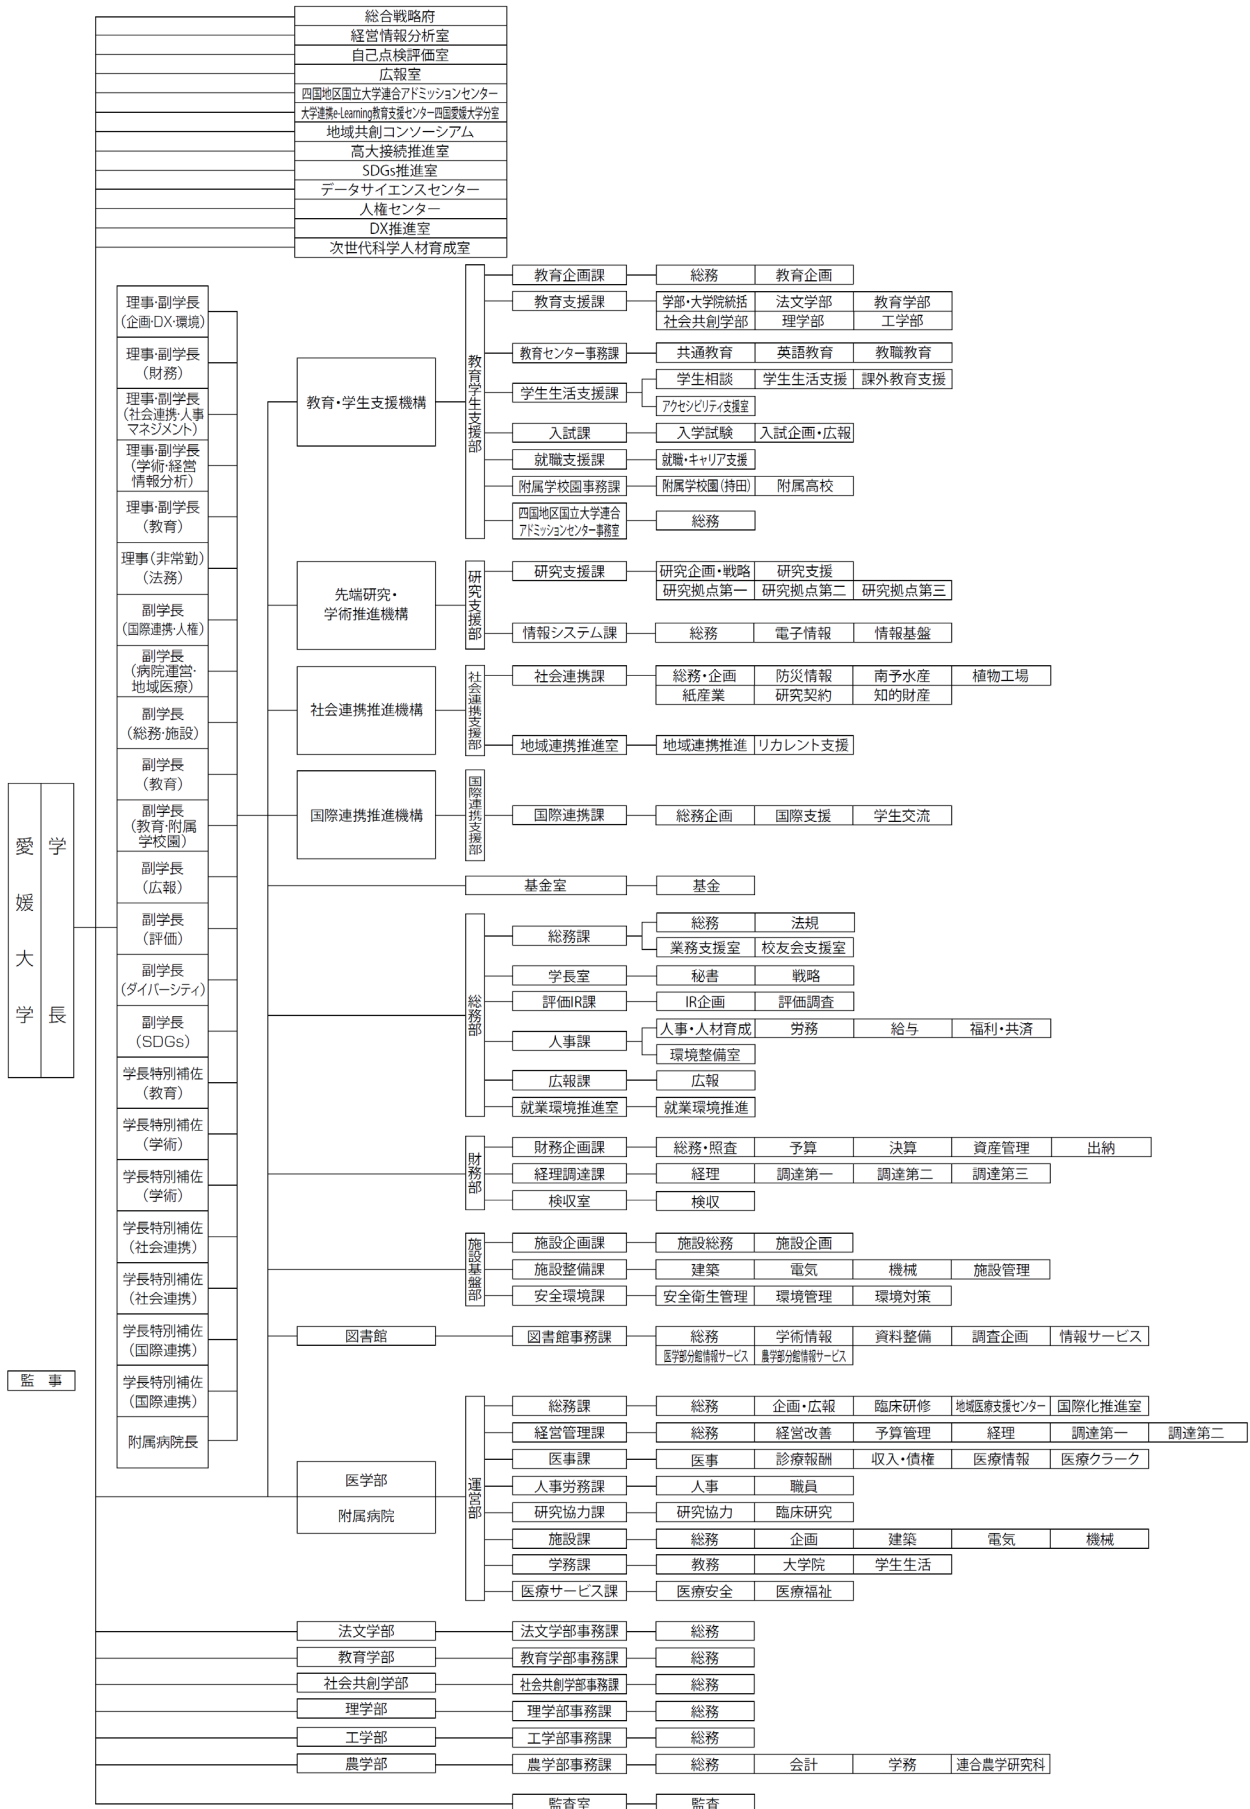 総合戦略府
経営情報分析室
自己点検評価室
広報室
四国地区国立大学連合アドミッションセンター
大学連携e-Learning教育支援センター四国愛媛大学分室
地域共創コンソーシアム
高大接続推進室
SDGs推進室
データサイエンスセンター
人権センター
DX推進室
次世代科学人材育成室
愛媛大学
学長
監事
理事・副学長
(企画・DX・環境)
理事・副学長
(財務)
理事・副学長
(社会連携・人事
マネジメント)
理事・副学長
(学術・経営
情報分析)
理事・副学長
(教育)
理事(非常勤)
(法務)
副学長
(国際連携・人権)
副学長
(病院運営・
地域医療)
副学長
(総務・施設)
副学長
(教育)
副学長
(教育・附属
学校園)
副学長
(広報)
副学長
(評価)
副学長
(ダイバーシティ)
副学長
(SDGs)
学長特別補佐
(教育)
学長特別補佐
(学術)
学長特別補佐
(学術)
学長特別補佐
(社会連携)
学長特別補佐
(社会連携)
学長特別補佐
(国際連携)
学長特別補佐
(国際連携)
附属病院長
教育・学生支援機構
教育学生支援部
教育企画課 総務 教育企画
教育支援課 学部・大学院統括 法文学部 教育学部
社会共創学部 理学部 工学部
教育センター事務課 共通教育 英語教育 教職教育
学生生活支援課 学生相談 学生生活支援 課外教育支援
アクセシビリティ支援室
入試課 入学試験 入試企画・広報
就職支援課 就職・キャリア支援
附属学校園事務課 附属学校園(持田) 附属高校
四国地区国立大学連合
アドミッションセンター事務室 総務
先端研究・
学術推進機構
研究支援部
研究支援課 研究企画・戦略 研究支援
研究拠点第一 研究拠点第二 研究拠点第三
情報システム課 総務 電子情報 情報基盤
社会連携推進機構
社会連携支援部
社会連携課 総務・企画 防災情報 南予水産 植物工場
紙産業 研究契約 知的財産
地域連携推進室 地域連携推進 リカレント支援
国際連携推進機構
国際連携支援部
国際連携課 総務企画 国際支援 学生交流
基金室 基金
総務部
総務課 総務 法規
業務支援室 校友会支援室
学長室 秘書 戦略
評価IR課 IR企画 評価調査
人事課 人事・人材育成 労務 給与 福利・共済
環境整備室
広報課 広報
就業環境推進室 就業環境推進
財務部
財務企画課 総務・照査 予算 決算 資産管理 出納
経理調達課 経理 調達第一 調達第二 調達第三
検収室 検収
施設基盤部
施設企画課 施設総務 施設企画
施設整備課 建築 電気 機械 施設管理
安全環境課 安全衛生管理 環境管理 環境対策
図書館 図書館事務課 総務 学術情報 資料整備 調査企画 情報サービス
医学部分館情報サービス 農学部分館情報サービス
医学部
附属病院
運営部
総務課 総務 企画・広報 臨床研修 地域医療支援センター 国際化推進室
経営管理課 総務 経営改善 予算管理 経理 調達第一 調達第二
医事課 医事 診療報酬 収入・債権 医療情報 医療クラーク
人事労務課 人事 職員
研究協力課 研究協力 臨床研究
施設課 総務 企画 建築 電気 機械
学務課 教務 大学院 学生生活
医療サービス課 医療安全 医療福祉
法文学部 法文学部事務課 総務
教育学部 教育学部事務課 総務
社会共創学部 社会共創学部事務課 総務
理学部 理学部事務課 総務
工学部 工学部事務課 総務
農学部 農学部事務課 総務 会計 学務 連合農学研究科
監査室 監査